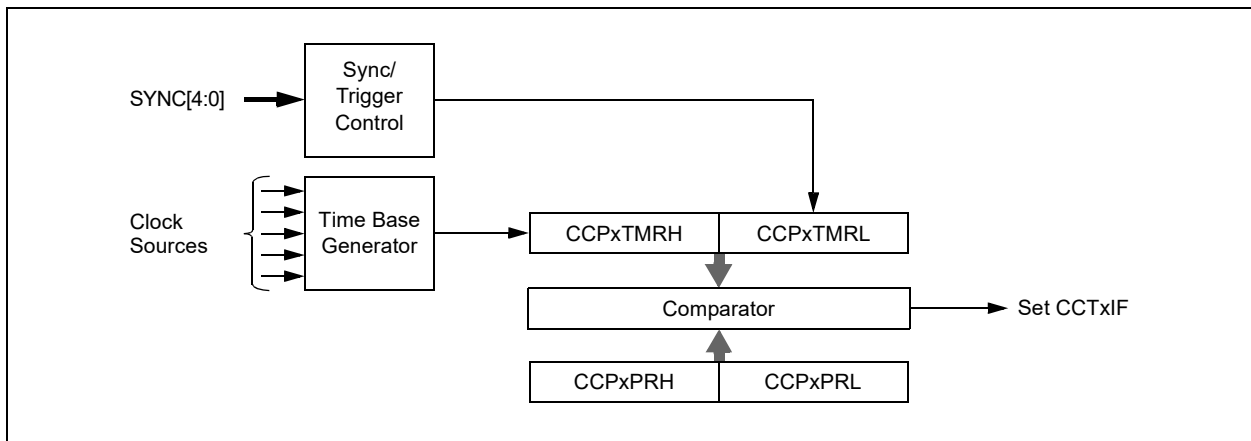 Sync/
Trigger
Control
SYNC[4:0]
Clock
Sources
Time Base
Generator
CCPxTMRH
CCPxTMRL
Comparator
Set CCTxIF
CCPxPRH
CCPxPRL